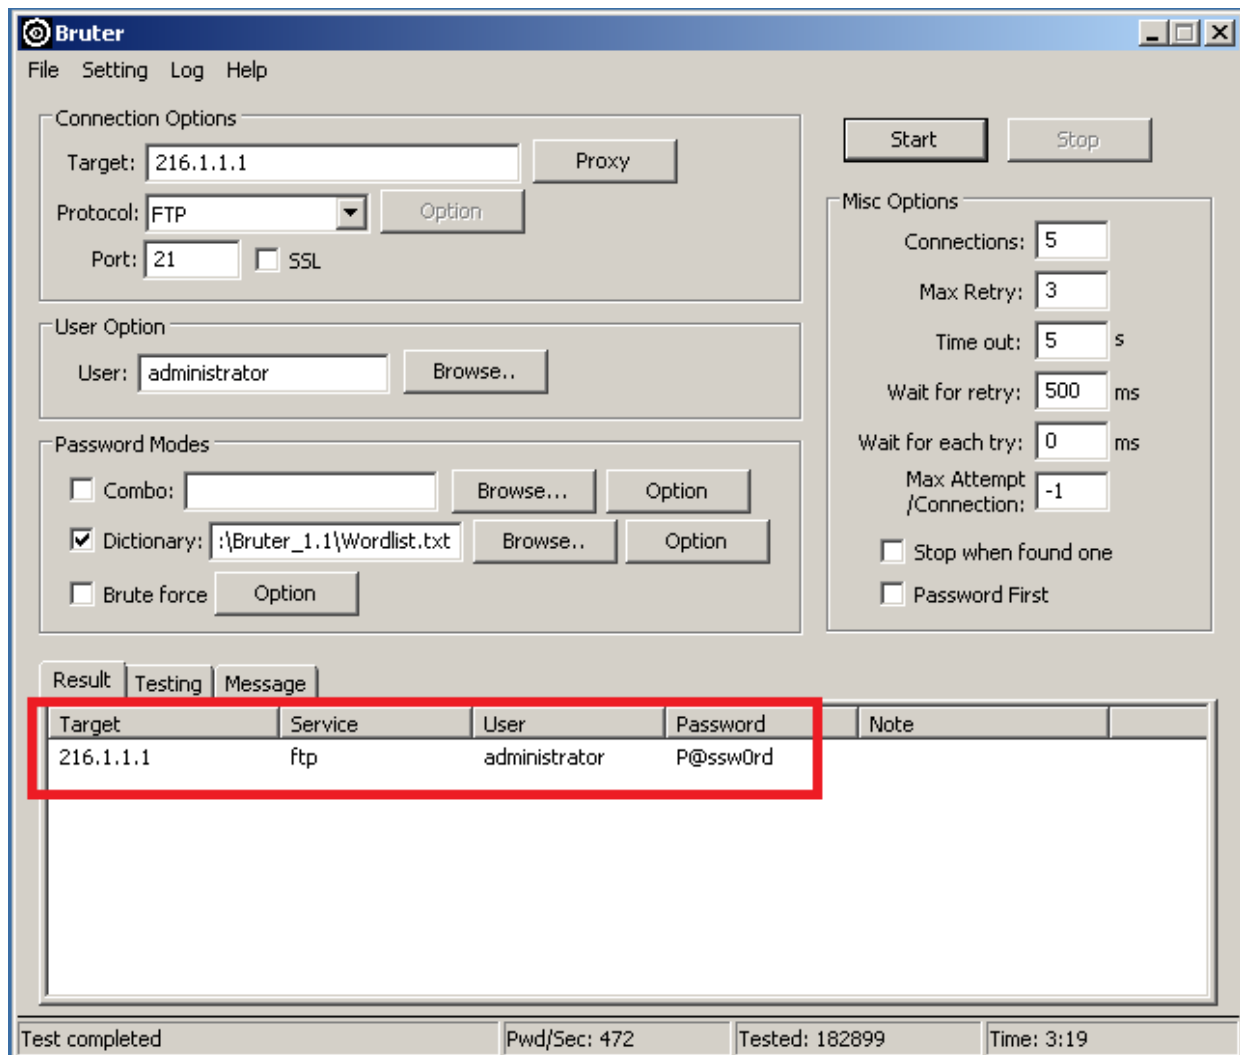 Bruter
File Setting Log Help
Connection Options
Target: 216.1.1.1 Proxy
Protocol: FTP Option
Port: 21 SSL
Start Stop
Misc Options
Connections: 5
Max Retry: 3
Time out: 5 s
Wait for retry: 500 ms
Wait for each try: 0 ms
Max Attempt
/Connection: -1
Stop when found one
Password First
User Option
User: administrator Browse..
Password Modes
Combo: Browse... Option
Dictionary: :\Bruter_1.1\Wordlist.txt Browse.. Option
Brute force Option
Result Testing Message
Target Service User Password Note
216.1.1.1 ftp administrator P@ssw0rd
Test completed Pwd/Sec: 472 Tested: 182899 Time: 3:19